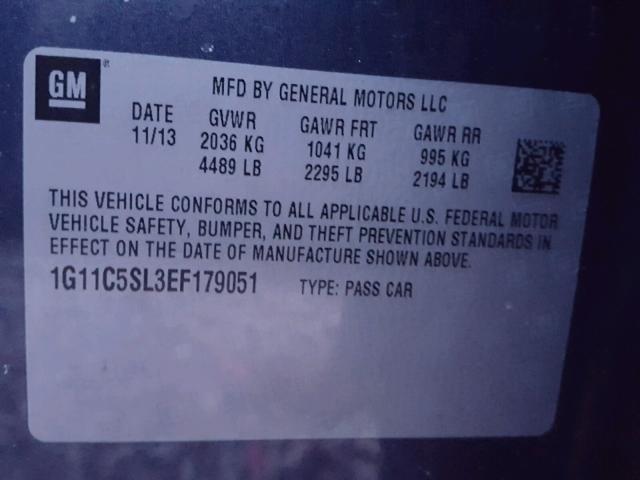 GM
MFD BY GENERAL MOTORS LLC
DATE GVWR GAWR FRT GAWR RR
11/13 2036 KG 1041 KG 995 KG
4489 LB 2295 LB 2194 LB
THIS VEHICLE CONFORMS TO ALL APPLICABLE U.S. FEDERAL MOTOR
VEHICLE SAFETY, BUMPER, AND THEFT PREVENTION STANDARDS IN
EFFECT ON THE DATE OF MANUFACTURE SHOWN ABOVE.
1G11C5SL3EF179051 TYPE: PASS CAR